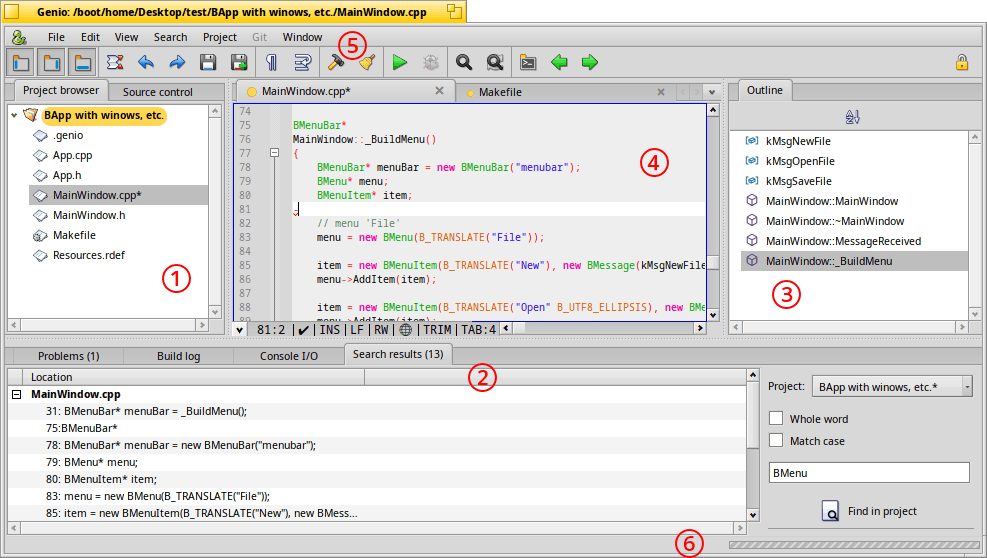 Genio: /boot/home/Desktop/test/BApp with winows, etc./MainWindow.cpp
File Edit View Search Project Git Window
5
Project browser Source control
BApp with winows, etc.
.genio
App.cpp
App.h
MainWindow.cpp*
MainWindow.h
Makefile
Resources.rdef
1
MainWindow.cpp* Makefile
74
75 BMenuBar*
76 MainWindow::_BuildMenu()
77 {
78 BMenuBar* menuBar = new BMenuBar("menubar");
79 BMenu* menu;
80 BMenuItem* item;
81
82 // menu 'File'
83 menu = new BMenu(B_TRANSLATE("File"));
84
85 item = new BMenuItem(B_TRANSLATE("New"), new BMessage(kMsgNewFile
86 menu->AddItem(item);
87
88 item = new BMenuItem(B_TRANSLATE("Open" B_UTF8_ELLIPSIS), new BMe
89 menu->AddItem(item);
4
81:2 | ✔ | INS | LF | RW | | TRIM | TAB:4
Outline
A
Z
kMsgNewFile
kMsgOpenFile
kMsgSaveFile
MainWindow::MainWindow
MainWindow::~MainWindow
MainWindow::MessageReceived
MainWindow::_BuildMenu
3
Problems (1) Build log Console I/O Search results (13)
Location
2
MainWindow.cpp
31: BMenuBar* menuBar = _BuildMenu();
75:BMenuBar*
78: BMenuBar* menuBar = new BMenuBar("menubar");
79: BMenu* menu;
80: BMenuItem* item;
83: menu = new BMenu(B_TRANSLATE("File"));
85: item = new BMenuItem(B_TRANSLATE("New"), new BMess...
Project: BApp with winows, etc.*
Whole word
Match case
BMenu
Find in project
6